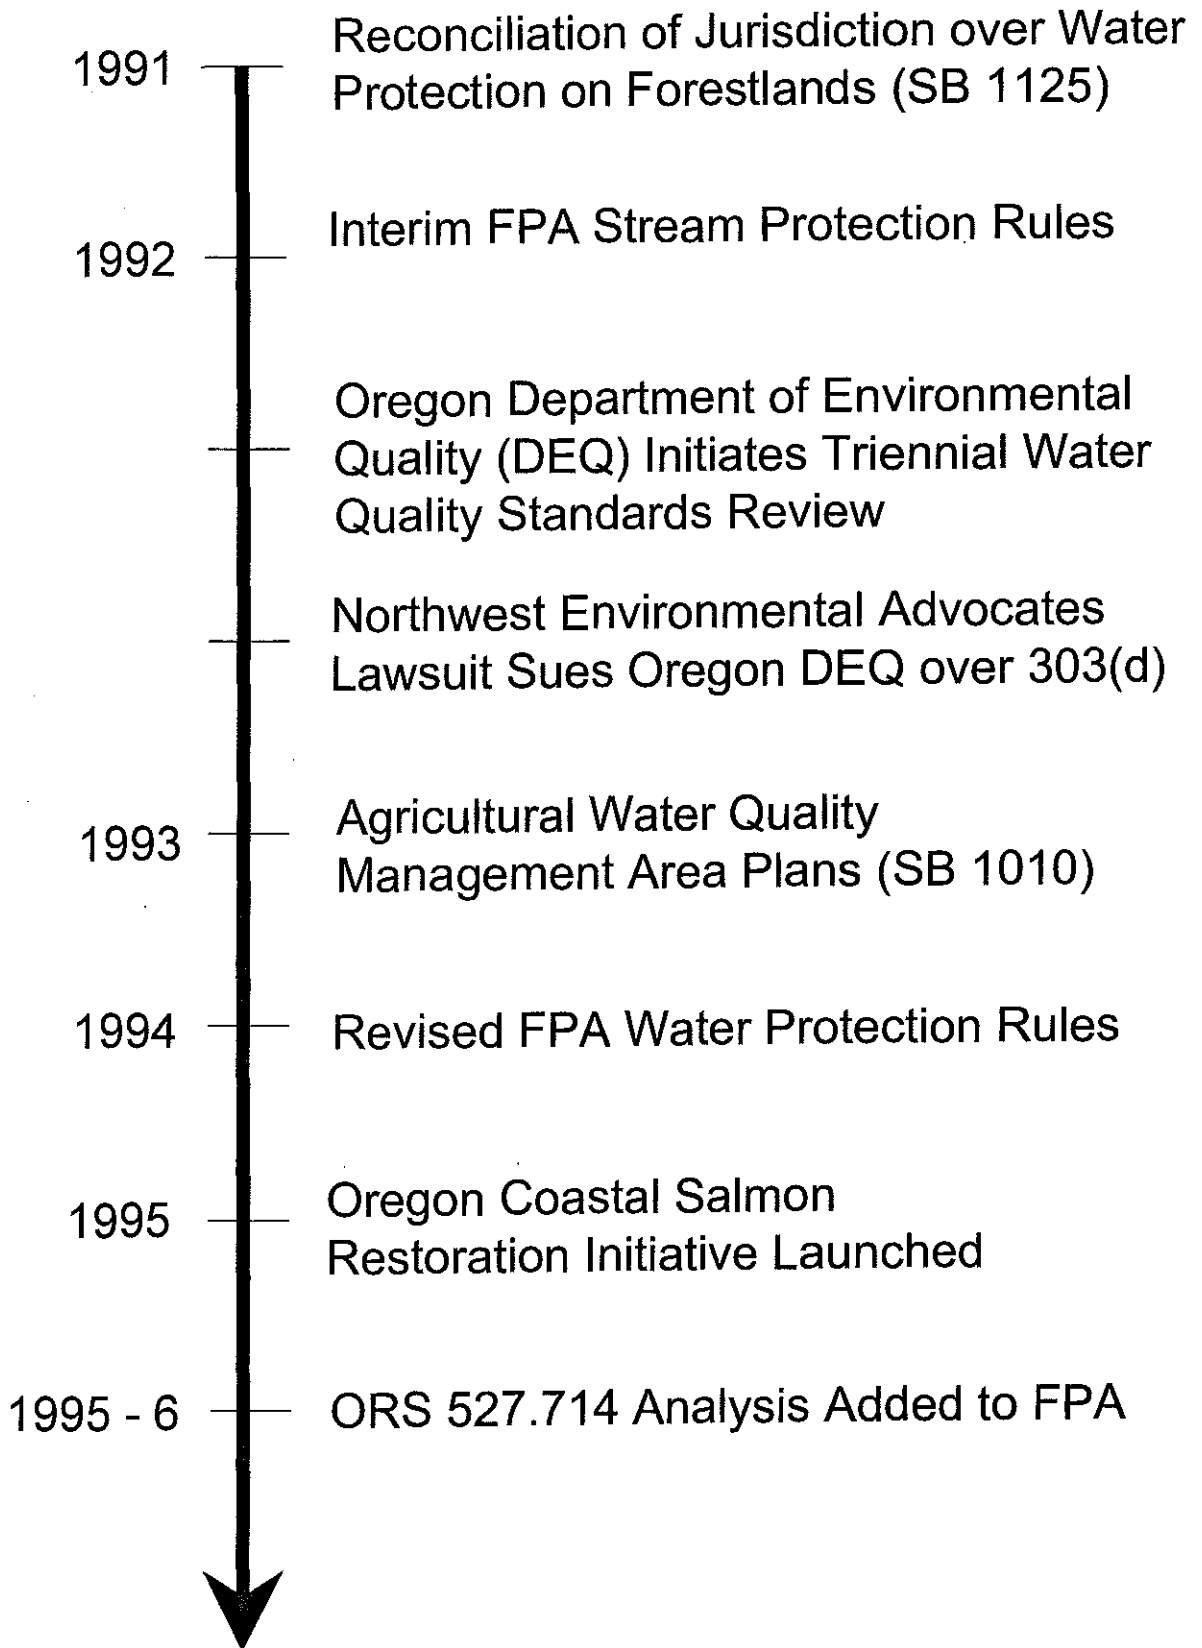 1991
Reconciliation of Jurisdiction over Water
Protection on Forestlands (SB 1125)
1992
Interim FPA Stream Protection Rules
Oregon Department of Environmental
Quality (DEQ) Initiates Triennial Water
Quality Standards Review
Northwest Environmental Advocates
Lawsuit Sues Oregon DEQ over 303(d)
1993
Agricultural Water Quality
Management Area Plans (SB 1010)
1994
Revised FPA Water Protection Rules
1995
Oregon Coastal Salmon
Restoration Initiative Launched
1995 - 6
ORS 527.714 Analysis Added to FPA